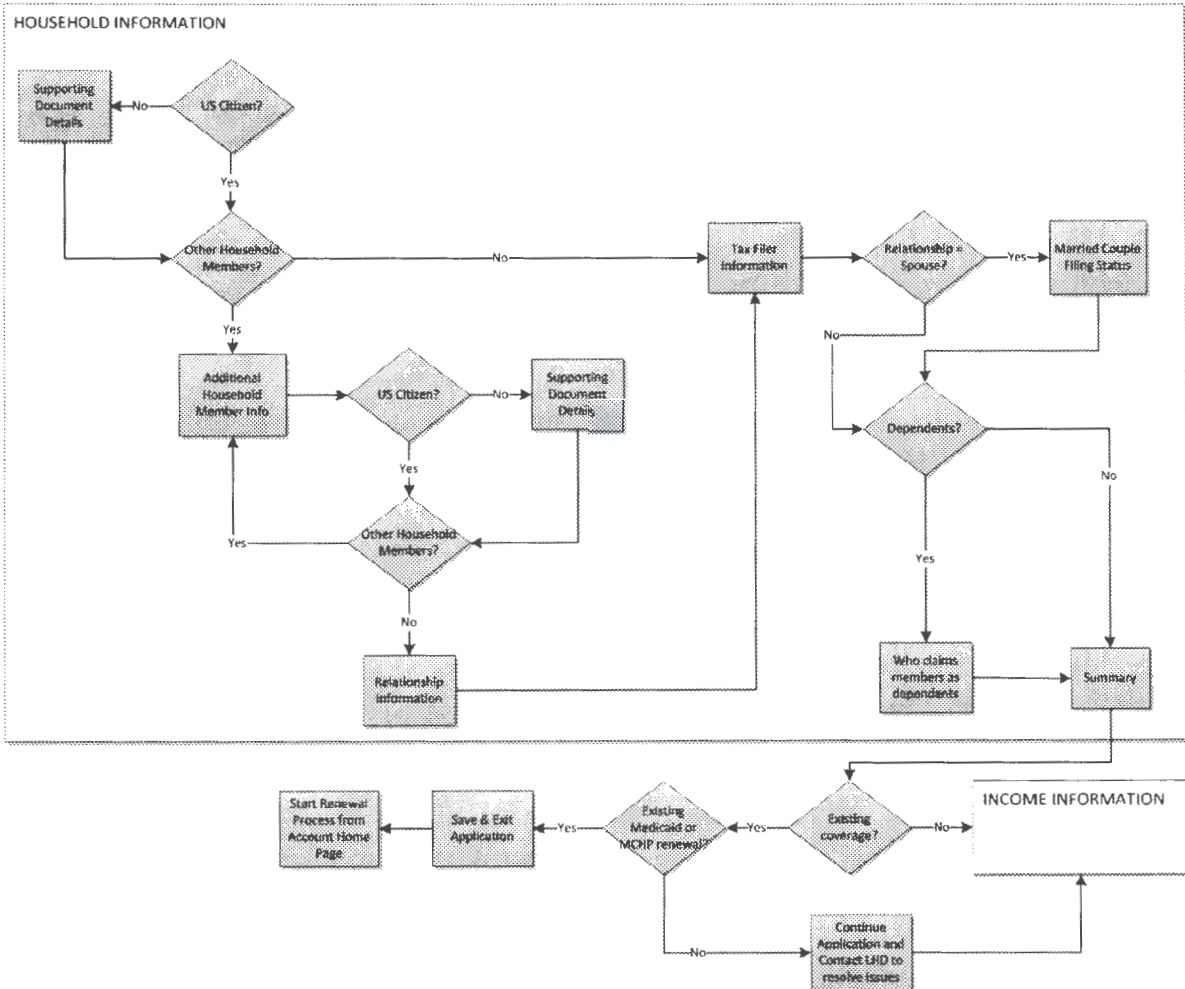 HOUSEHOLD INFORMATION
Supporting
Document
Details
No
US Citizen?
Yes
Other Household
Members?
No
Tax Filer
Information
Relationship =
Spouse?
Yes
Married Couple
Filing Status
Yes
No
Additional
Household
Member Info
US Citizen?
No
Supporting
Document
Details
Dependents?
Yes
No
Other Household
Members?
Yes
Yes
No
Relationship
Information
Who claims
members as
dependents
Summary
Start Renewal
Process from
Account Home
Page
Save & Exit
Application
Yes
Existing
Medicaid or
MCHP renewal?
Yes
Existing
coverage?
No
INCOME INFORMATION
No
Continue
Application and
Contact LHD to
resolve issues